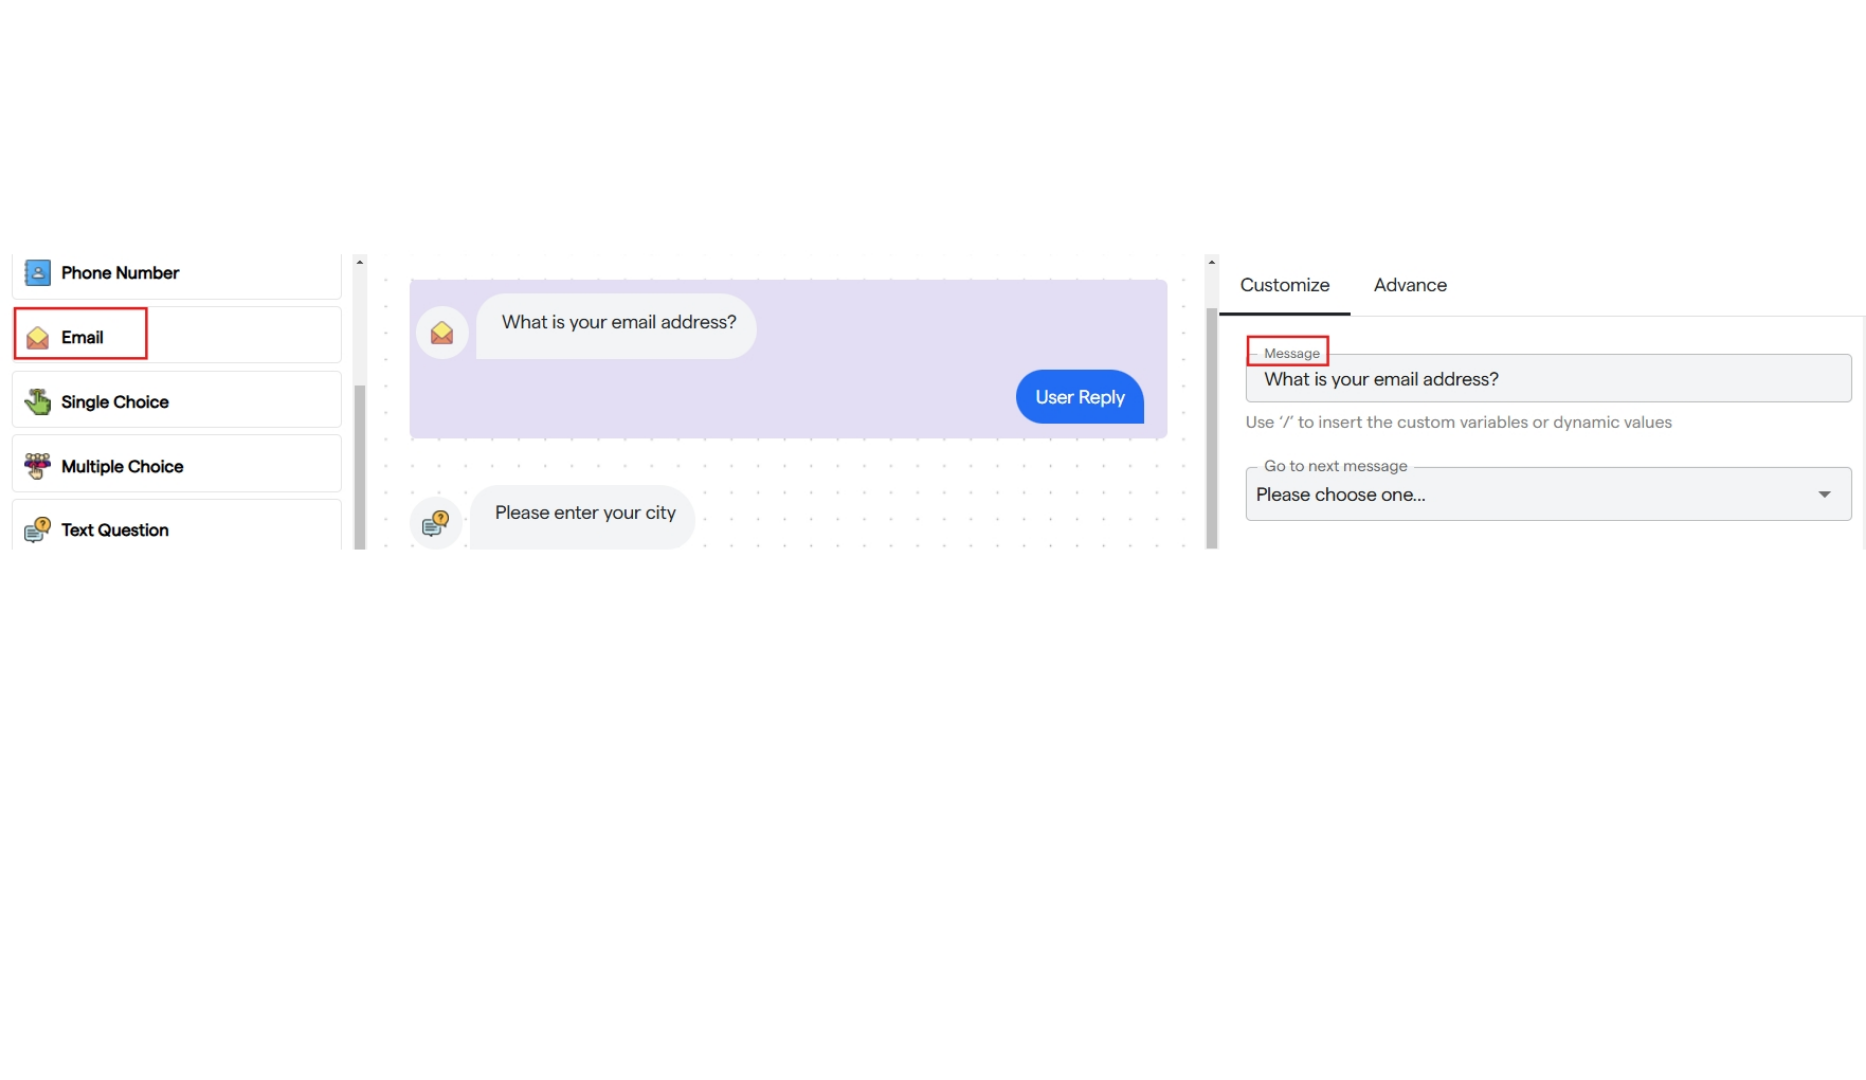 Phone Number
Email
Single Choice
Multiple Choice
Text Question
What is your email address?
User Reply
Please enter your city
Customize
Advance
Message
What is your email address?
Use ‘/’ to insert the custom variables or dynamic values
Go to next message
Please choose one...